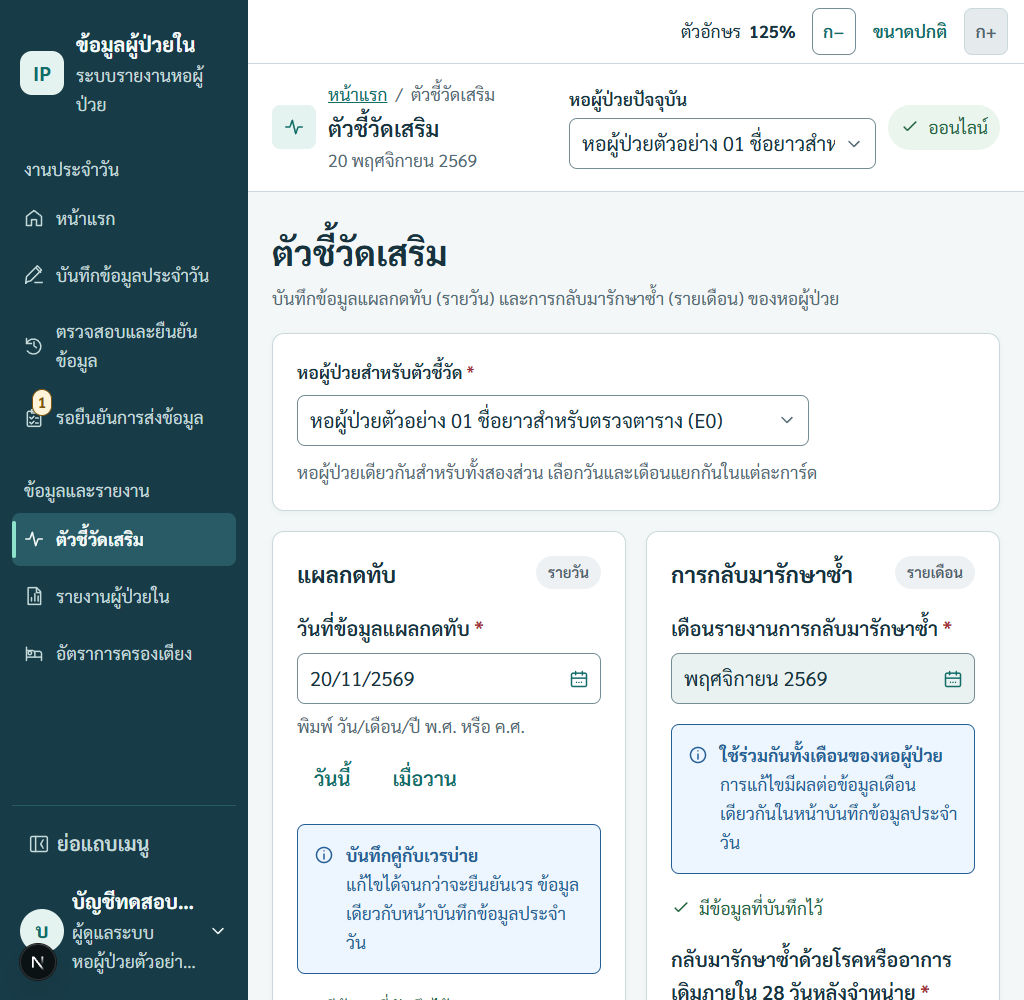 IP
ข้อมูลผู้ป่วยใน
ระบบรายงานหอผู้
ป่วย
งานประจำวัน
หน้าแรก
บันทึกข้อมูลประจำวัน
ตรวจสอบและยืนยัน
ข้อมูล
1
รอยืนยันการส่งข้อมูล
ข้อมูลและรายงาน
ตัวชี้วัดเสริม
รายงานผู้ป่วยใน
อัตราการครองเตียง
ย่อแถบเมนู
บ
บัญชีทดสอบ...
ผู้ดูแลระบบ
หอผู้ป่วยตัวอย่า...
N
ตัวอักษร 125% ก− ขนาดปกติ ก+
หน้าแรก / ตัวชี้วัดเสริม
ตัวชี้วัดเสริม
20 พฤศจิกายน 2569
หอผู้ป่วยปัจจุบัน
หอผู้ป่วยตัวอย่าง 01 ชื่อยาวสำห
ออนไลน์
ตัวชี้วัดเสริม
บันทึกข้อมูลแผลกดทับ (รายวัน) และการกลับมารักษาซ้ำ (รายเดือน) ของหอผู้ป่วย
หอผู้ป่วยสำหรับตัวชี้วัด *
หอผู้ป่วยตัวอย่าง 01 ชื่อยาวสำหรับตรวจตาราง (E0)
หอผู้ป่วยเดียวกันสำหรับทั้งสองส่วน เลือกวันและเดือนแยกกันในแต่ละการ์ด
แผลกดทับ
รายวัน
วันที่ข้อมูลแผลกดทับ *
20/11/2569
พิมพ์ วัน/เดือน/ปี พ.ศ. หรือ ค.ศ.
วันนี้ เมื่อวาน
บันทึกคู่กับเวรบ่าย
แก้ไขได้จนกว่าจะยืนยันเวร ข้อมูล
เดียวกับหน้าบันทึกข้อมูลประจำ
วัน
การกลับมารักษาซ้ำ
รายเดือน
เดือนรายงานการกลับมารักษาซ้ำ *
พฤศจิกายน 2569
ใช้ร่วมกันทั้งเดือนของหอผู้ป่วย
การแก้ไขมีผลต่อข้อมูลเดือน
เดียวกันในหน้าบันทึกข้อมูลประจำ
วัน
มีข้อมูลที่บันทึกไว้
กลับมารักษาซ้ำด้วยโรคหรืออาการ
เดิมภายใน 28 วันหลังจำหน่าย *